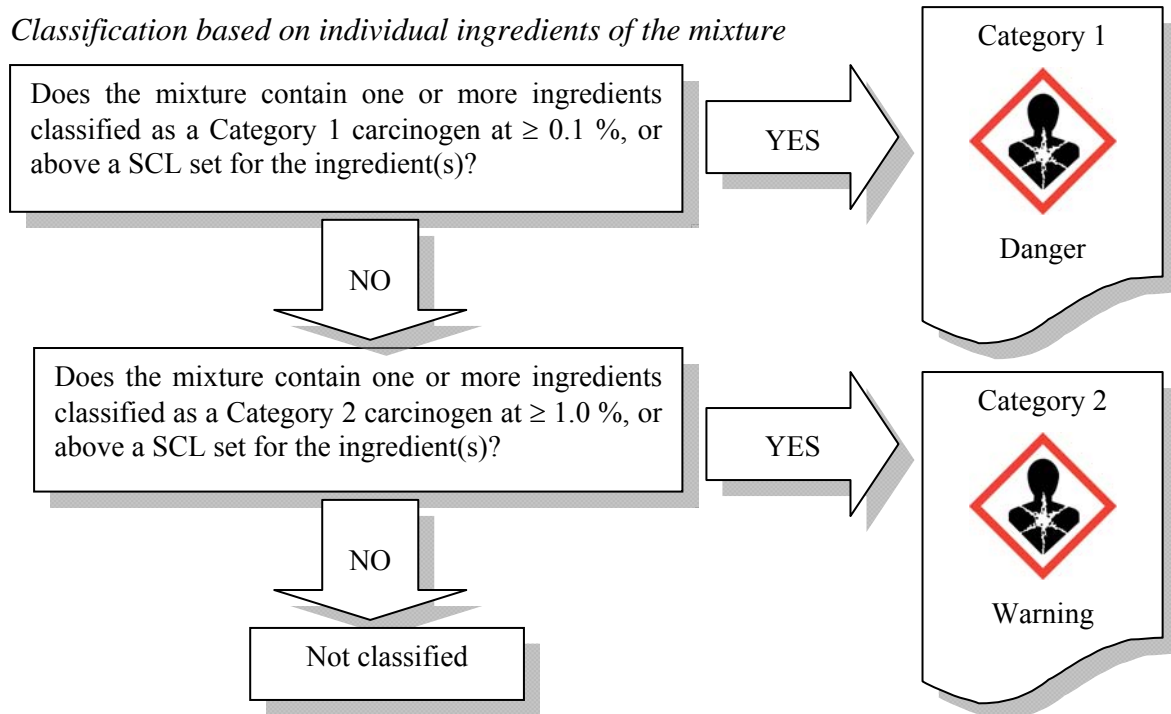 Classification based on individual ingredients of the mixture
Does the mixture contain one or more ingredients
classified as a Category 1 carcinogen at ≥ 0.1 %, or
above a SCL set for the ingredient(s)?
YES
Category 1
Danger
NO
Does the mixture contain one or more ingredients
classified as a Category 2 carcinogen at ≥ 1.0 %, or
above a SCL set for the ingredient(s)?
YES
Category 2
Warning
NO
Not classified